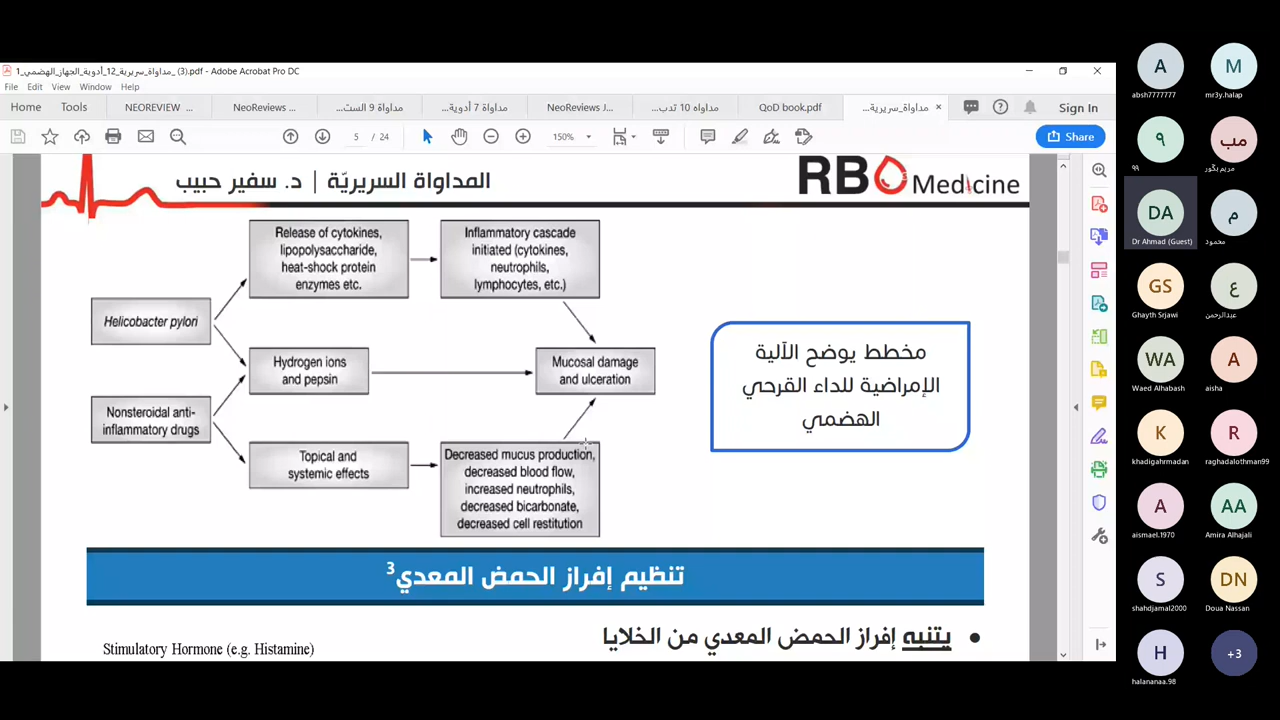 1_مداواة_سريرية_12_أدوية_الجهاز_الهضمي_ (3).pdf - Adobe Acrobat Pro DC
File Edit View Window Help
Home Tools NEOREVIEW ... NeoReviews ... مداواة 9 الست... مداواة 7 أدوية... NeoReviews J... مداواه 10 تدب... QoD book.pdf مداواة_سريرية... Sign In
5 / 24 150% Share
المداواة السريريّة | د. سفير حبيب
RBO Medicine
Release of cytokines,
lipopolysaccharide,
heat-shock protein
enzymes etc.
Inflammatory cascade
initiated (cytokines,
neutrophils,
lymphocytes, etc.)
Helicobacter pylori
Hydrogen ions
and pepsin
Mucosal damage
and ulceration
Nonsteroidal anti-
inflammatory drugs
Topical and
systemic effects
Decreased mucus production,
decreased blood flow,
increased neutrophils,
decreased bicarbonate,
decreased cell restitution
مخطط يوضح الآلية
الإمراضية للداء القرحي
الهضمي
تنظيم إفراز الحمض المعدي3
• يتنبه إفراز الحمض المعدي من الخلايا
Stimulatory Hormone (e.g. Histamine)
A
absh7777777
M
mr3y.halap
٩
٩٩
مب
مريم بكّور
DA
Dr Ahmad (Guest)
م
محمود
GS
Ghayth Srjawi
ع
عبدالرحمن
WA
Waed Alhabash
A
aisha
K
khadigahmadan
R
raghadalothman99
A
aismael.1970
AA
Amira Alhajali
S
shahdjamal2000
DN
Doua Nassan
H
halananaa.98
+3